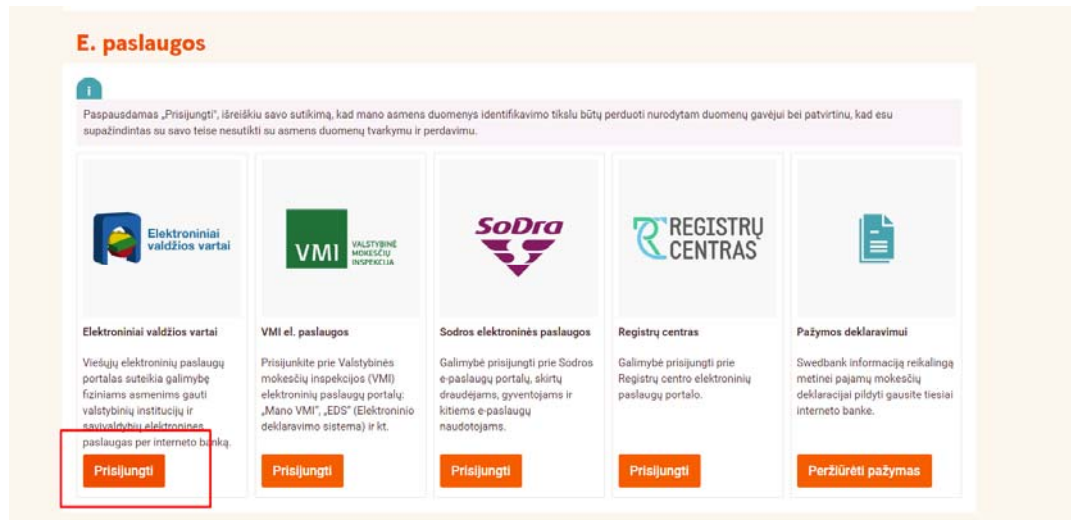 E. paslaugos
i
Paspausdamas „Prisijungti", išreiškiu savo sutikimą, kad mano asmens duomenys identifikavimo tikslu būtų perduoti nurodytam duomenų gavėjui bei patvirtinu, kad esu
supažindintas su savo teise nesutikti su asmens duomenų tvarkymu ir perdavimu.
Elektroniniai
valdžios vartai
Elektroniniai valdžios vartai
Viešųjų elektroninių paslaugų
portalas suteikia galimybę
fiziniams asmenims gauti
valstybinių institucijų ir
savivaldybių elektronines
paslaugas per interneto banką.
Prisijungti
VMI
VALSTYBINĖ
MOKESČIŲ
INSPEKCIJA
VMI el. paslaugos
Prisijunkite prie Valstybinės
mokesčių inspekcijos (VMI)
elektroninių paslaugų portalų:
„Mano VMI", „EDS" (Elektroninio
deklaravimo sistema) ir kt.
Prisijungti
SoDra
Sodros elektroninės paslaugos
Galimybė prisijungti prie Sodros
e-paslaugų portalų, skirtų
draudėjams, gyventojams ir
kitiems e-paslaugų
naudotojams.
Prisijungti
REGISTRŲ
CENTRAS
Registrų centras
Galimybė prisijungti prie
Registrų centro elektroninių
paslaugų portalo.
Prisijungti
Pažymos deklaravimui
Swedbank informaciją reikalingą
metinei pajamų mokesčių
deklaracijai pildyti gausite tiesiai
interneto banke.
Peržiūrėti pažymas